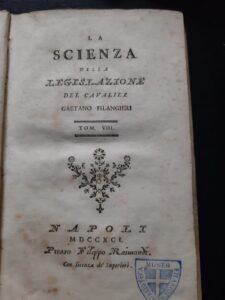 LA
SCIENZA
DELLA
LEGISLAZIONE
DEL CAVALIER
GAETANO FILANGIERI
TOM. VIII.
NAPOLI
MDCCXCI.
Presso Filippo Raimondi.
Con licenza de' Superiori.